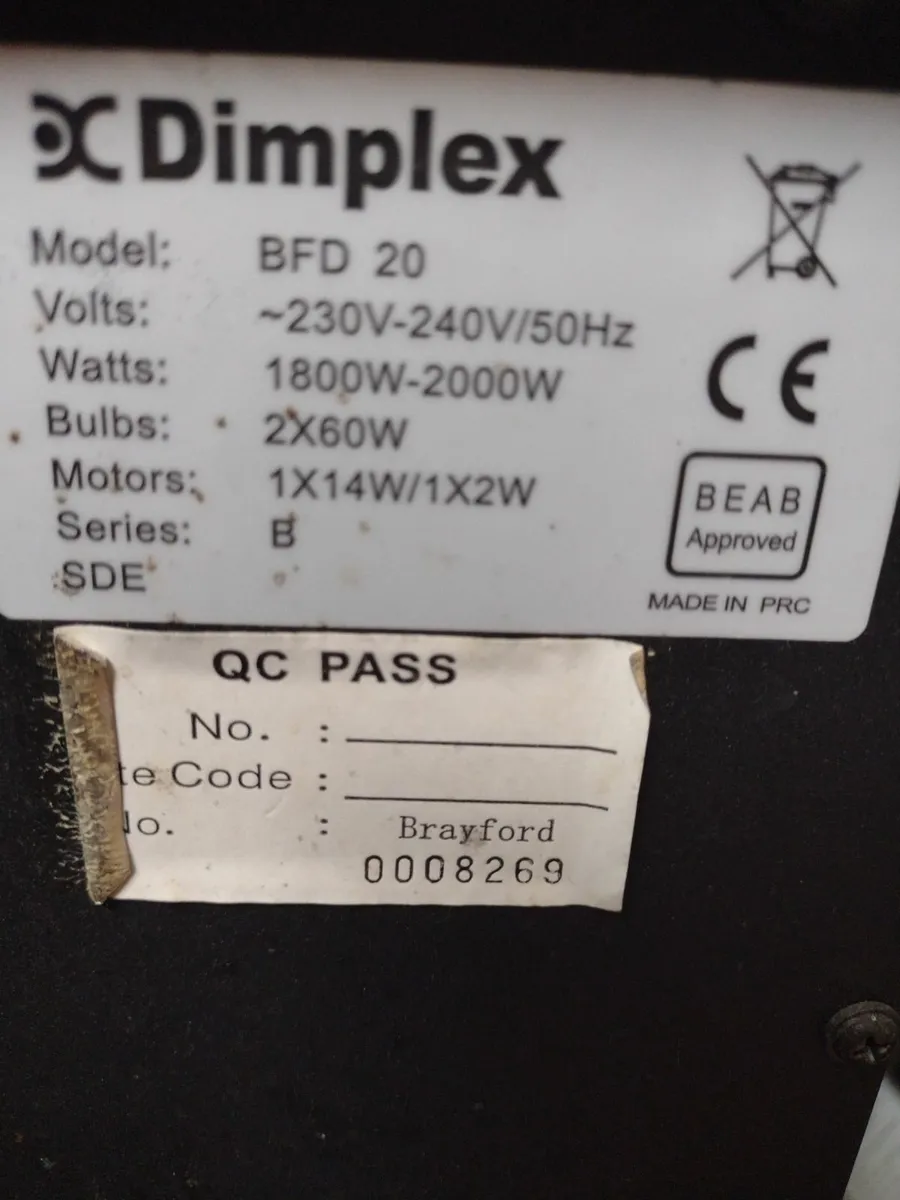 Dimplex
Model: BFD 20
Volts: ~230V-240V/50Hz
Watts: 1800W-2000W
Bulbs: 2X60W
Motors: 1X14W/1X2W
Series: B
SDE
CE
BEAB
Approved
MADE IN PRC
QC PASS
No. :
te Code :
No. : Brayford
0008269